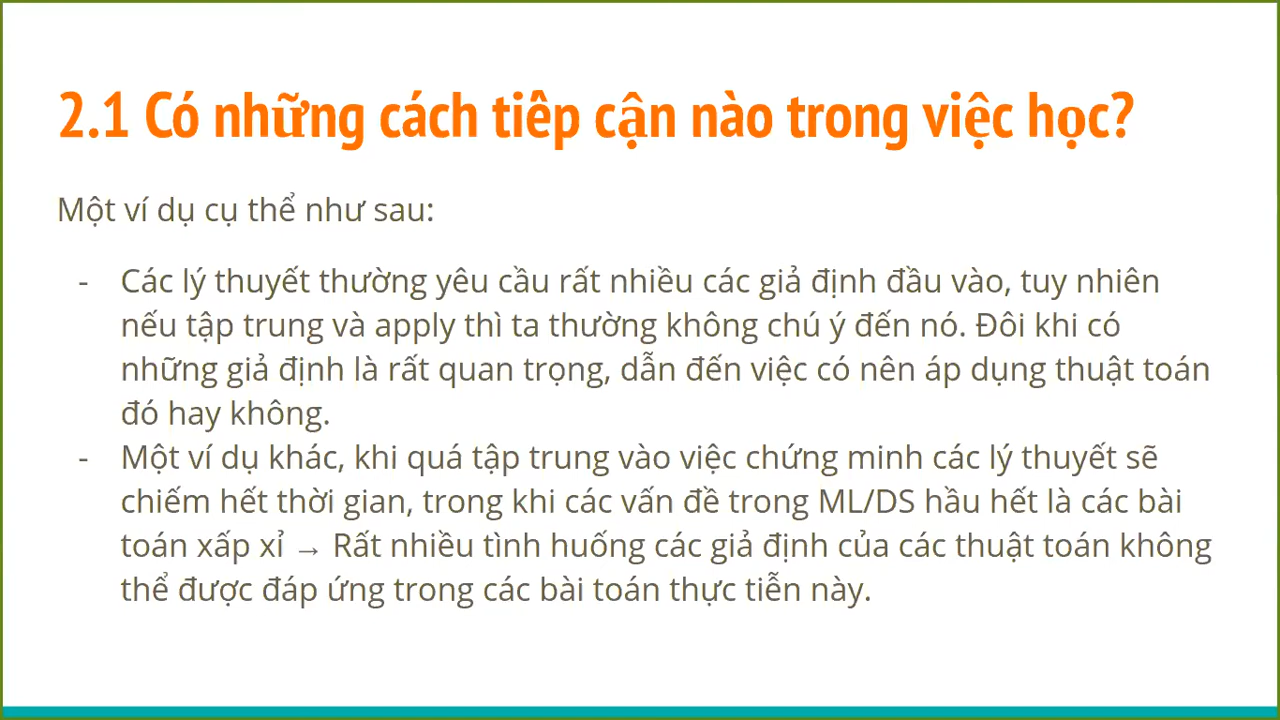 2.1 Có những cách tiếp cận nào trong việc học?
Một ví dụ cụ thể như sau:
- Các lý thuyết thường yêu cầu rất nhiều các giả định đầu vào, tuy nhiên
nếu tập trung và apply thì ta thường không chú ý đến nó. Đôi khi có
những giả định là rất quan trọng, dẫn đến việc có nên áp dụng thuật toán
đó hay không.
- Một ví dụ khác, khi quá tập trung vào việc chứng minh các lý thuyết sẽ
chiếm hết thời gian, trong khi các vấn đề trong ML/DS hầu hết là các bài
toán xấp xỉ → Rất nhiều tình huống các giả định của các thuật toán không
thể được đáp ứng trong các bài toán thực tiễn này.